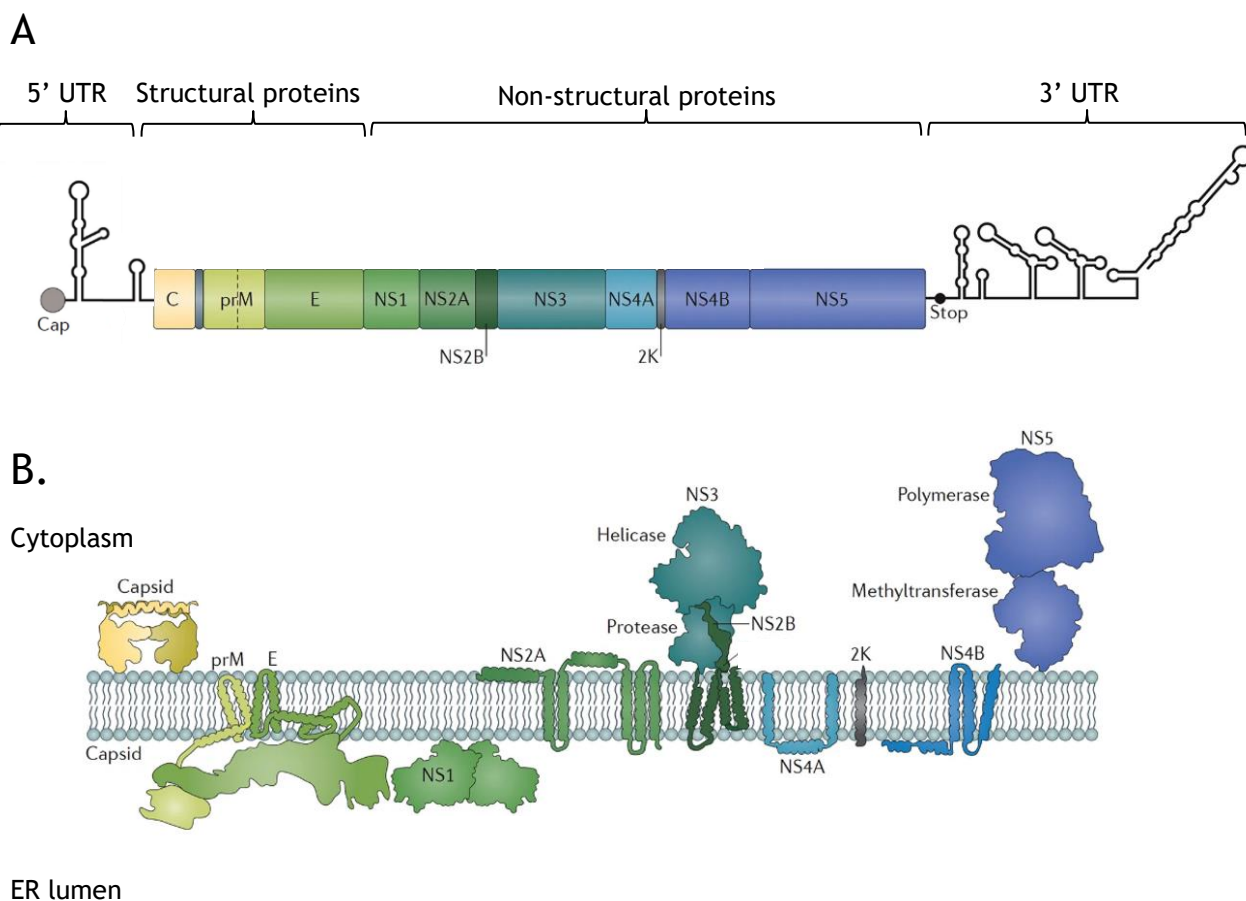 A
5’ UTR Structural proteins Non-structural proteins 3’ UTR
C prM E NS1 NS2A NS3 NS4A NS4B NS5
Cap Stop
NS2B 2K
NS5
B.
Polymerase
NS3
Cytoplasm Helicase
Capsid Methyltransferase
Protease NS2B
prM E NS2A 2K NS4B
Capsid
NS1 NS4A
ER lumen